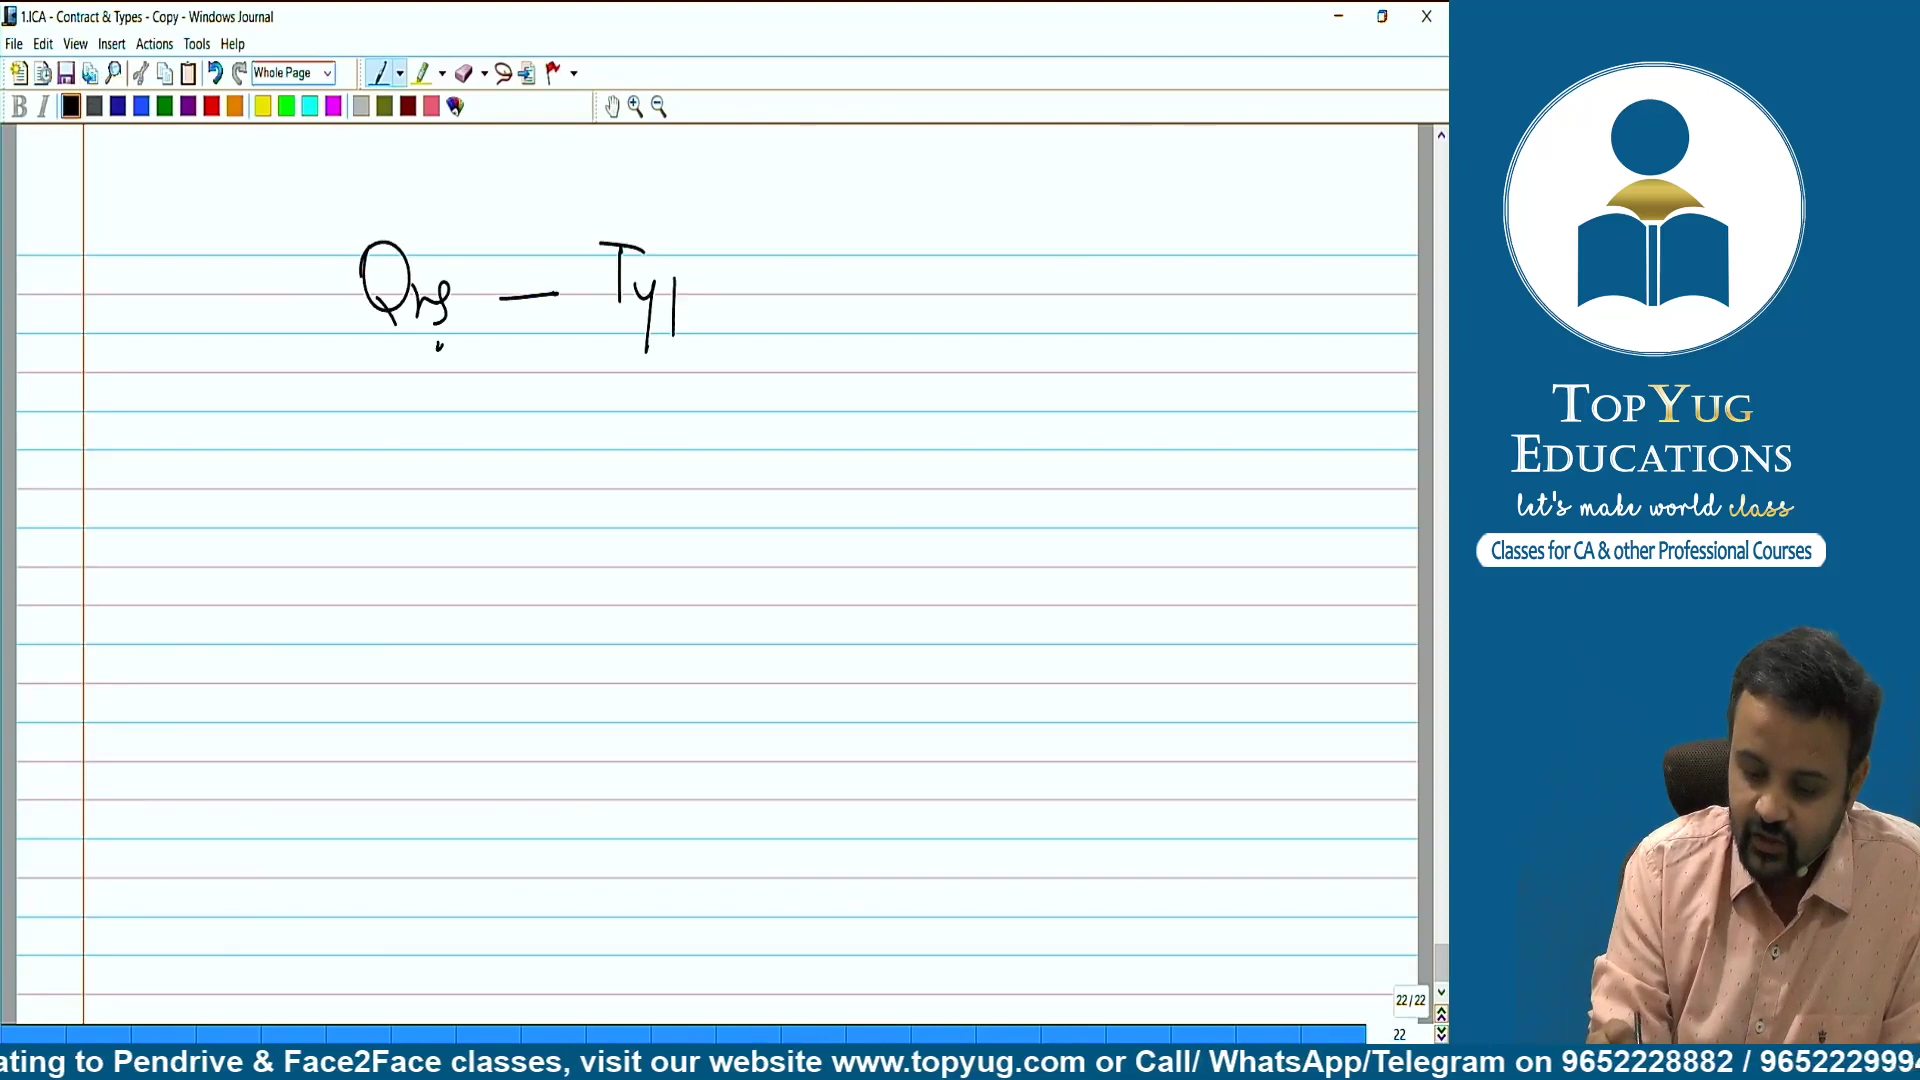 1.ICA - Contract & Types - Copy - Windows Journal
File Edit View Insert Actions Tools Help
Whole Page
B I
Qns — Typ
22 / 22
22
TOPYUG
EDUCATIONS
let's make world class
Classes for CA & other Professional Courses
ating to Pendrive & Face2Face classes, visit our website www.topyug.com or Call/ WhatsApp/Telegram on 9652228882 / 9652229994